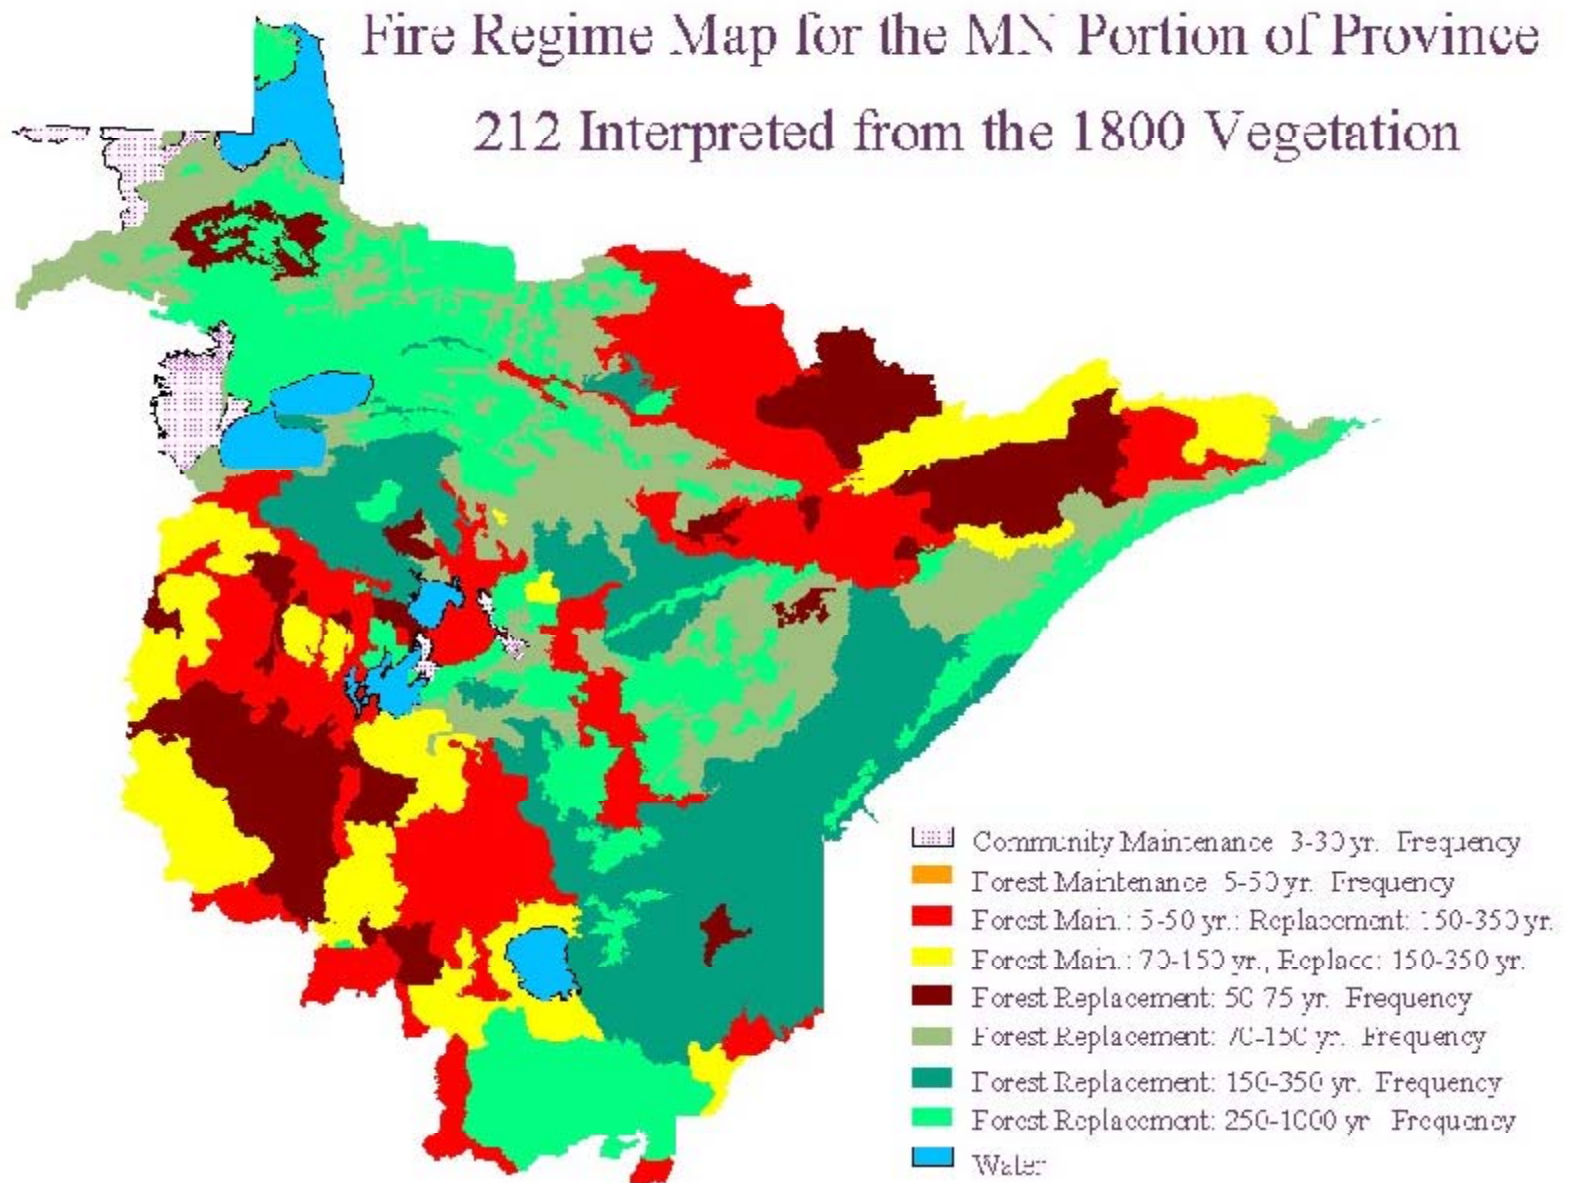 Fire Regime Map for the MN Portion of Province
212 Interpreted from the 1800 Vegetation
Community Maintenance 3-30 yr. Frequency
Forest Maintenance 5-50 yr. Frequency
Forest Main.: 5-50 yr.: Replacement: 150-350 yr.
Forest Main.: 70-150 yr., Replace: 150-350 yr.
Forest Replacement: 50 75 yr. Frequency
Forest Replacement: 70-150 yr. Frequency
Forest Replacement: 150-350 yr. Frequency
Forest Replacement: 250-1000 yr Frequency
Water